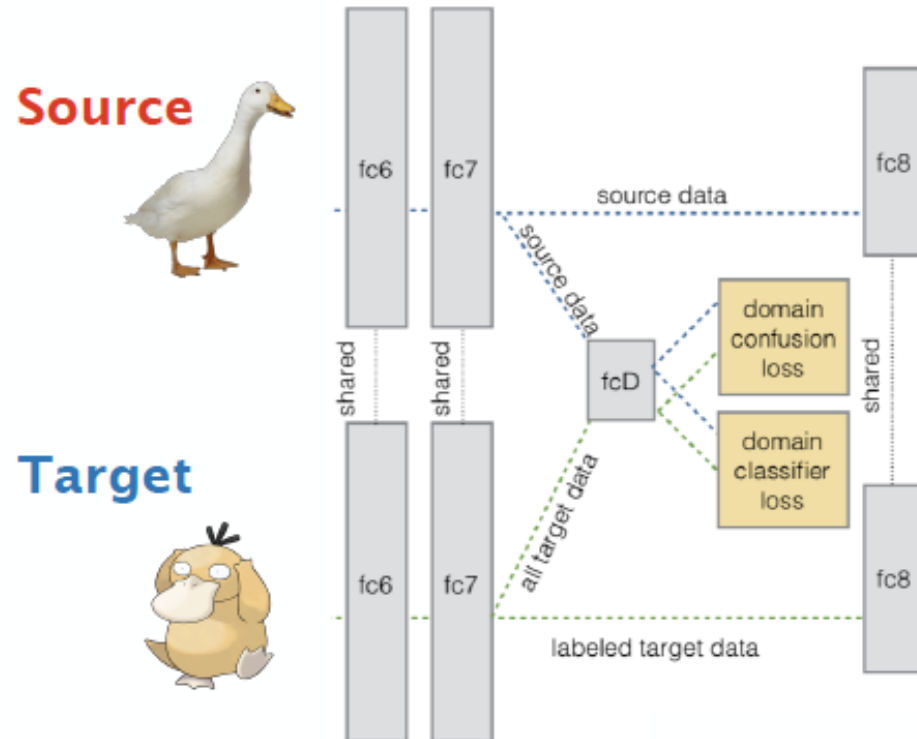 Source
fc6
fc7
source data
fc8
source data
domain
confusion
loss
shared
shared
fcD
shared
domain
classifier
loss
Target
all target data
fc6
fc7
fc8
labeled target data